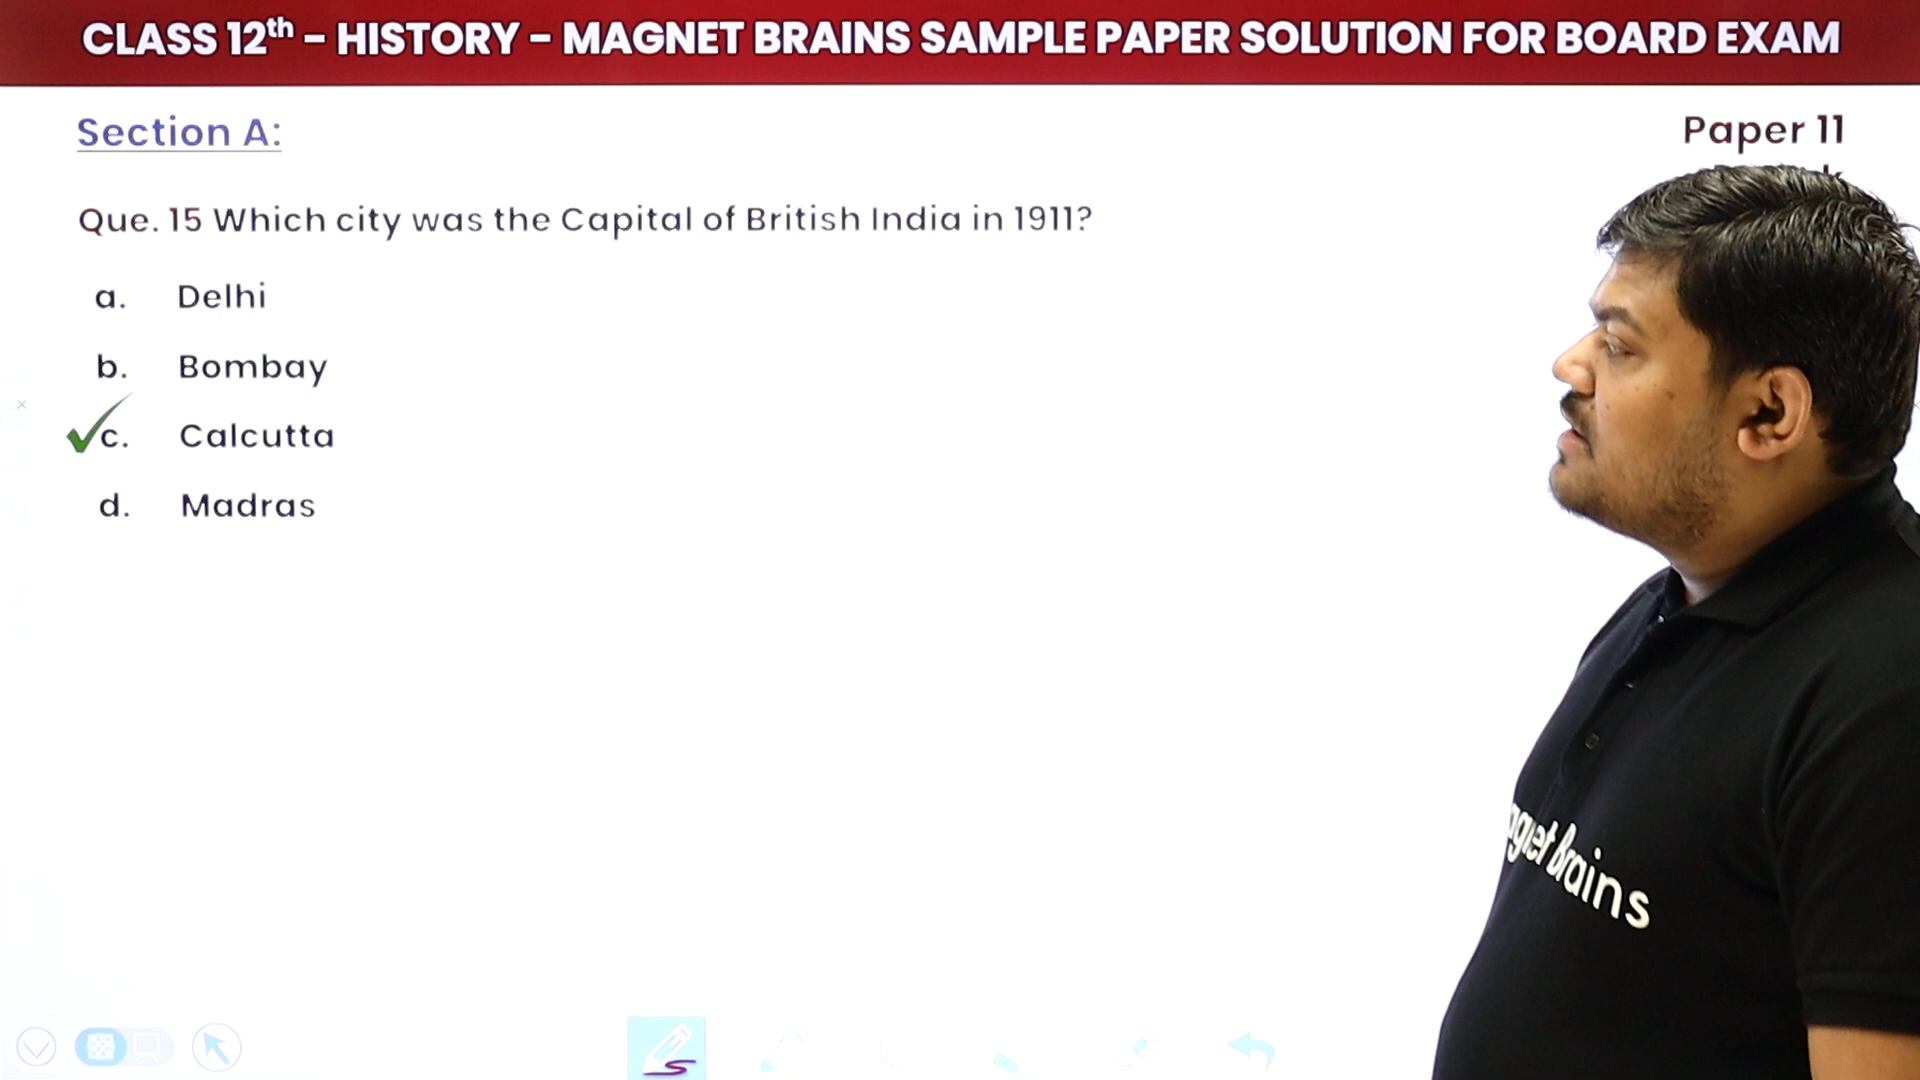 CLASS 12th - HISTORY - MAGNET BRAINS SAMPLE PAPER SOLUTION FOR BOARD EXAM
Section A:
Paper 11
Que. 15 Which city was the Capital of British India in 1911?
a. Delhi
b. Bombay
c. Calcutta
d. Madras
Brains